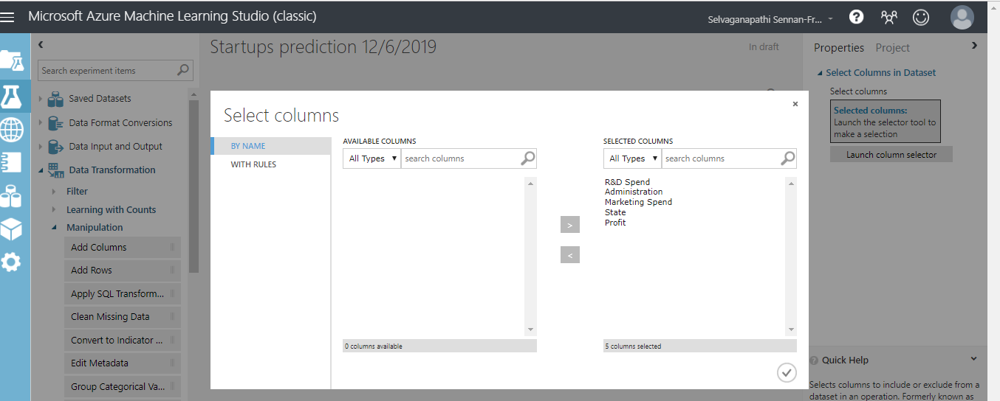 Microsoft Azure Machine Learning Studio (classic)
Selvaganapathi Sennan-Fr...
Search experiment items
Saved Datasets
Data Format Conversions
Data Input and Output
Data Transformation
Filter
Learning with Counts
Manipulation
Add Columns
Add Rows
Apply SQL Transform...
Clean Missing Data
Convert to Indicator ...
Edit Metadata
Group Categorical Va...
Startups prediction 12/6/2019
In draft
Select columns
BY NAME
WITH RULES
AVAILABLE COLUMNS
All Types search columns
0 columns available
>
<
SELECTED COLUMNS
All Types search columns
R&D Spend
Administration
Marketing Spend
State
Profit
5 columns selected
Properties Project
Select Columns in Dataset
Select columns
Selected columns:
Launch the selector tool to
make a selection
Launch column selector
Quick Help
Selects columns to include or exclude from a
dataset in an operation. Formerly known as